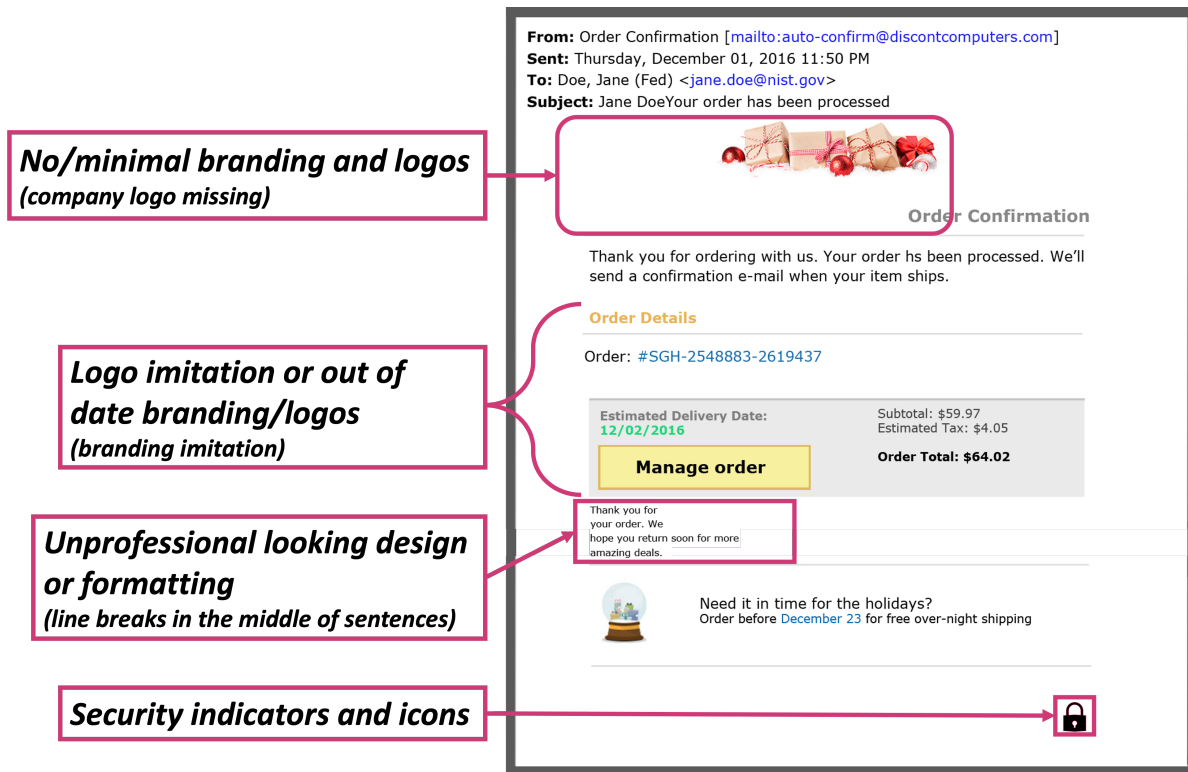 From: Order Confirmation [mailto:auto-confirm@discontcomputers.com]
Sent: Thursday, December 01, 2016 11:50 PM
To: Doe, Jane (Fed) <jane.doe@nist.gov>
Subject: Jane DoeYour order has been processed
No/minimal branding and logos
(company logo missing)
Order Confirmation
Thank you for ordering with us. Your order hs been processed. We’ll
send a confirmation e-mail when your item ships.
Order Details
Order: #SGH-2548883-2619437
Logo imitation or out of
date branding/logos
(branding imitation)
Estimated Delivery Date:
12/02/2016
Manage order
Subtotal: $59.97
Estimated Tax: $4.05
Order Total: $64.02
Unprofessional looking design
or formatting
(line breaks in the middle of sentences)
Thank you for
your order. We
hope you return soon for more
amazing deals.
Need it in time for the holidays?
Order before December 23 for free over-night shipping
Security indicators and icons